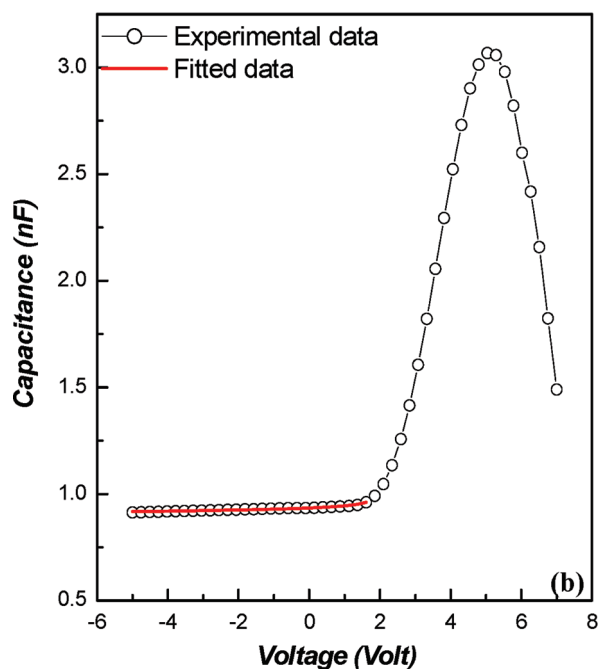 Experimental data
Fitted data
3.0
2.5
2.0
1.5
1.0
0.5
Capacitance (nF)
(b)
-6
-4
-2
0
2
4
6
8
Voltage (Volt)